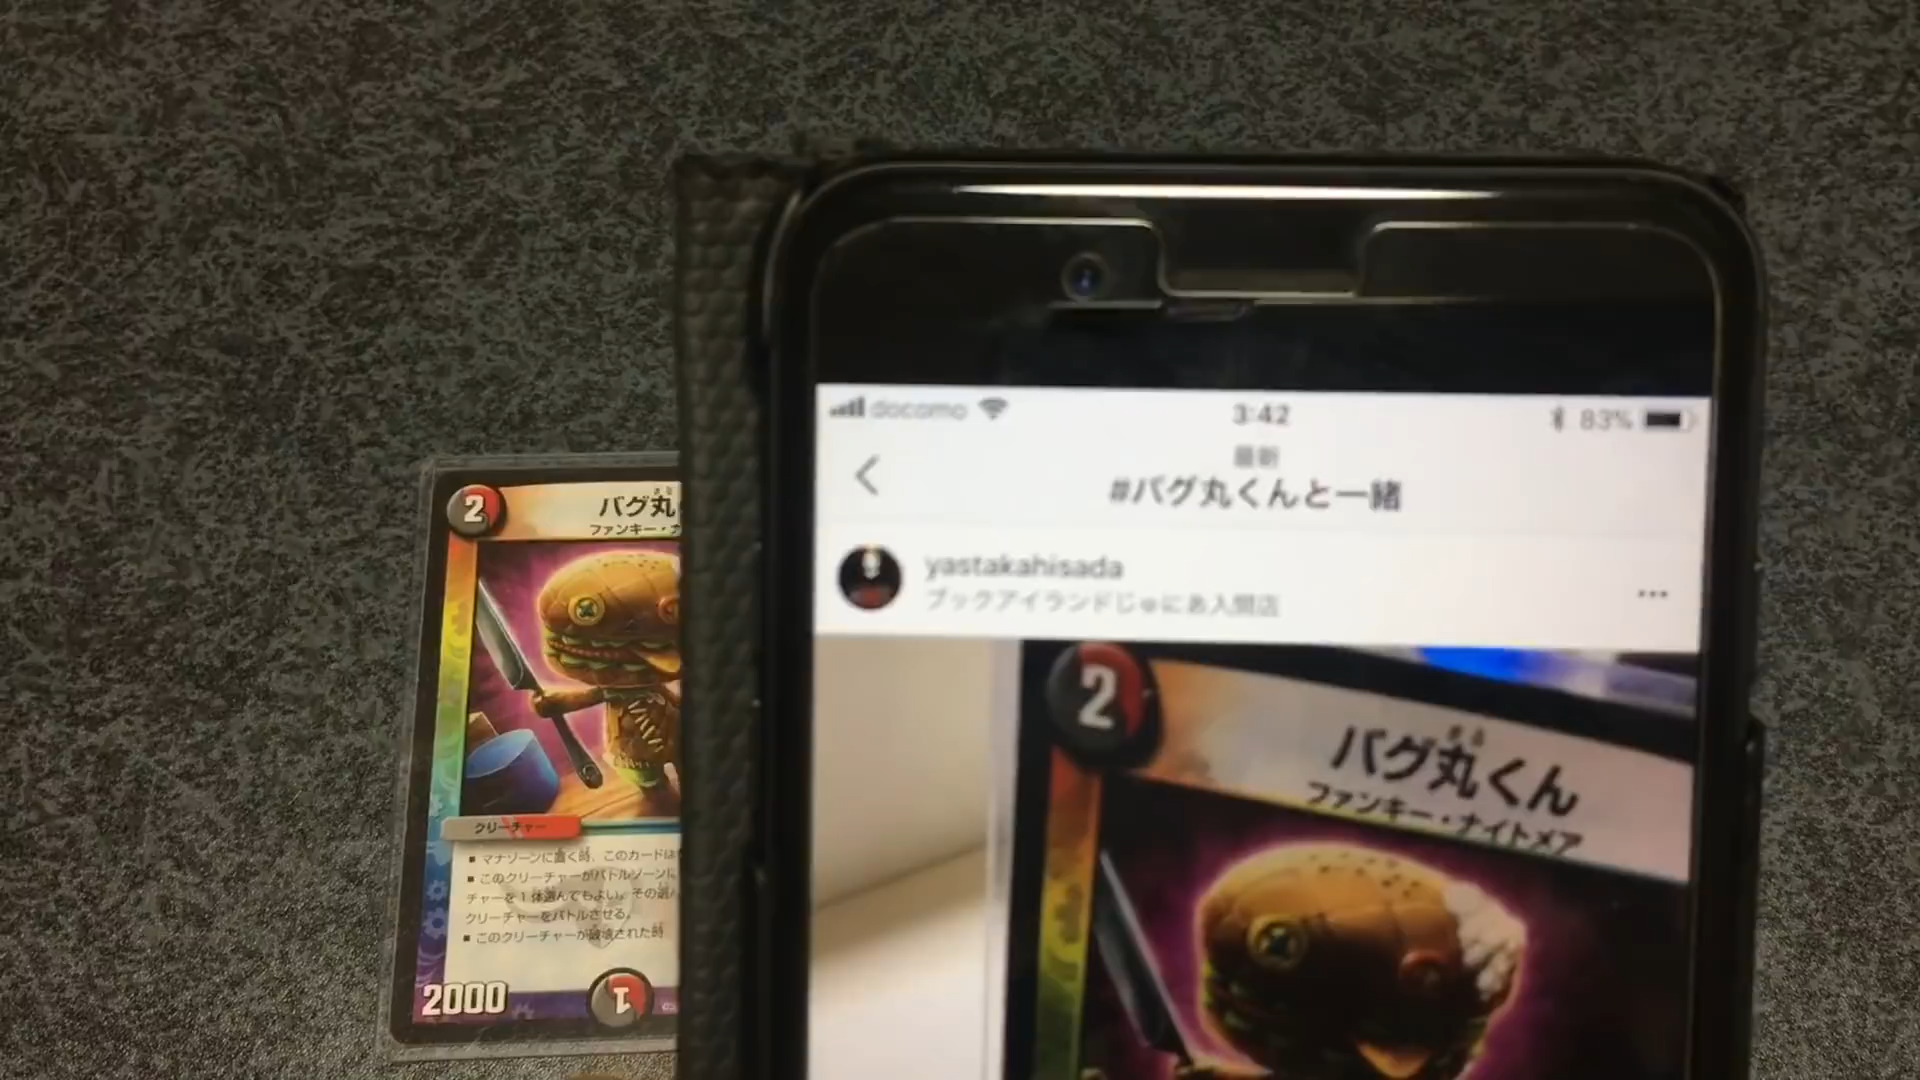 docomo 3:42 83%
最新
#バグ丸くんと一緒
yastakahisada
ブックアイランドじゅにあ入間店
2
まる
バグ丸くん
ファンキー・ナイトメア
2
バグ丸
ファンキー・ナ
クリーチャー
■ マナゾーンに置く時、このカードは
■ このクリーチャーがバトルゾーンに
チャーを1体選んでもよい。その選
クリーチャーをバトルさせる。
■ このクリーチャーが破壊された時
2000
1